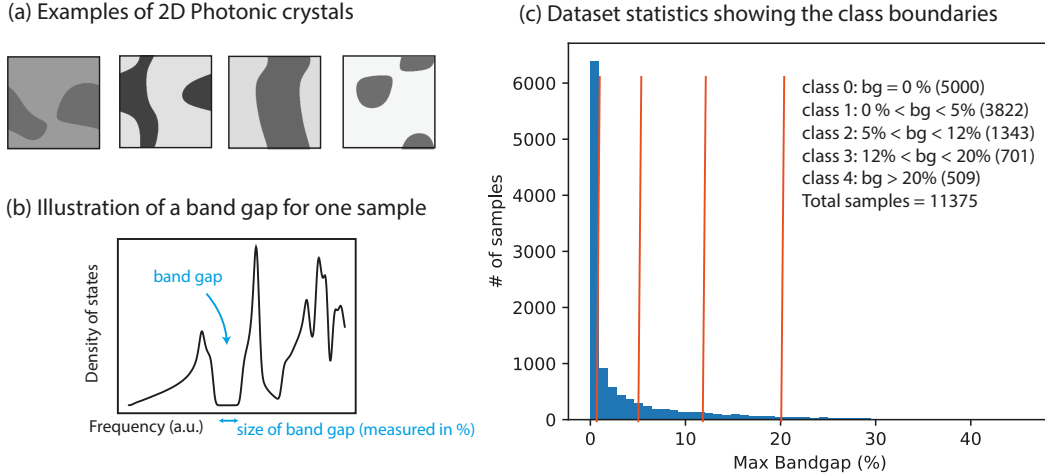 (a) Examples of 2D Photonic crystals
(b) Illustration of a band gap for one sample
Density of states
band gap
Frequency (a.u.)
size of band gap (measured in %)
(c) Dataset statistics showing the class boundaries
# of samples
6000
5000
4000
3000
2000
1000
0
class 0: bg = 0 % (5000)
class 1: 0 % < bg < 5% (3822)
class 2: 5% < bg < 12% (1343)
class 3: 12% < bg < 20% (701)
class 4: bg > 20% (509)
Total samples = 11375
0 10 20 30 40
Max Bandgap (%)